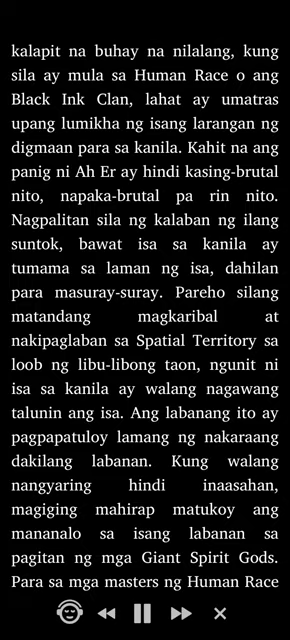 kalapit na buhay na nilalang, kung
sila ay mula sa Human Race o ang
Black Ink Clan, lahat ay umatras
upang lumikha ng isang larangan ng
digmaan para sa kanila. Kahit na ang
panig ni Ah Er ay hindi kasing-brutal
nito, napaka-brutal pa rin nito.
Nagpalitan sila ng kalaban ng ilang
suntok, bawat isa sa kanila ay
tumama sa laman ng isa, dahilan
para masuray-suray. Pareho silang
matandang magkaribal at
nakipaglaban sa Spatial Territory sa
loob ng libu-libong taon, ngunit ni
isa sa kanila ay walang nagawang
talunin ang isa. Ang labanang ito ay
pagpapatuloy lamang ng nakaraang
dakilang labanan. Kung walang
nangyaring hindi inaasahan,
magiging mahirap matukoy ang
mananalo sa isang labanan sa
pagitan ng mga Giant Spirit Gods.
Para sa mga masters ng Human Race